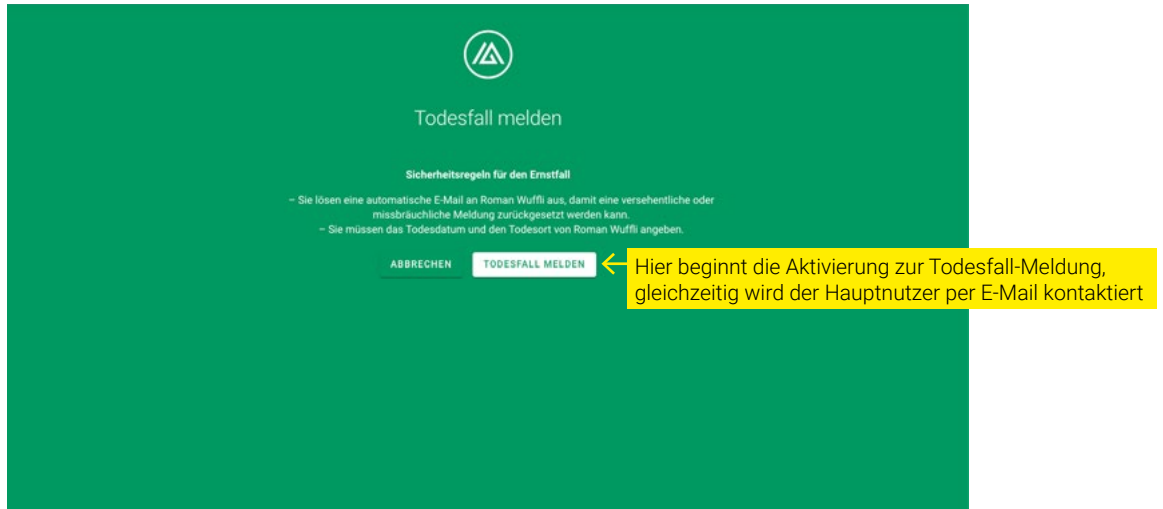 Todesfall melden
Sicherheitsregeln für den Ernstfall
– Sie lösen eine automatische E-Mail an Roman Wuffli aus, damit eine versehentliche oder
missbräuchliche Meldung zurückgesetzt werden kann.
– Sie müssen das Todesdatum und den Todesort von Roman Wuffli angeben.
ABBRECHEN
TODESFALL MELDEN
Hier beginnt die Aktivierung zur Todesfall-Meldung,
gleichzeitig wird der Hauptnutzer per E-Mail kontaktiert